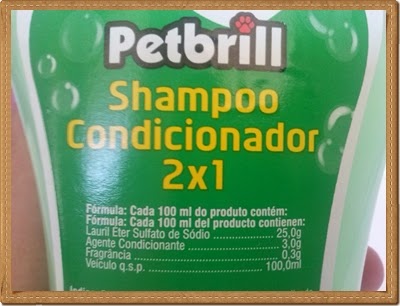 Petbrill
Shampoo
Condicionador
2x1
Fórmula: Cada 100 ml do produto contém:
Fórmula: Cada 100 ml del producto contienen:
Lauril Éter Sulfato de Sódio ................ 25,0g
Agente Condicionante ........................ 3,0g
Fragrância ........................................ 0,3g
Veículo q.s.p. ................................ 100,0ml